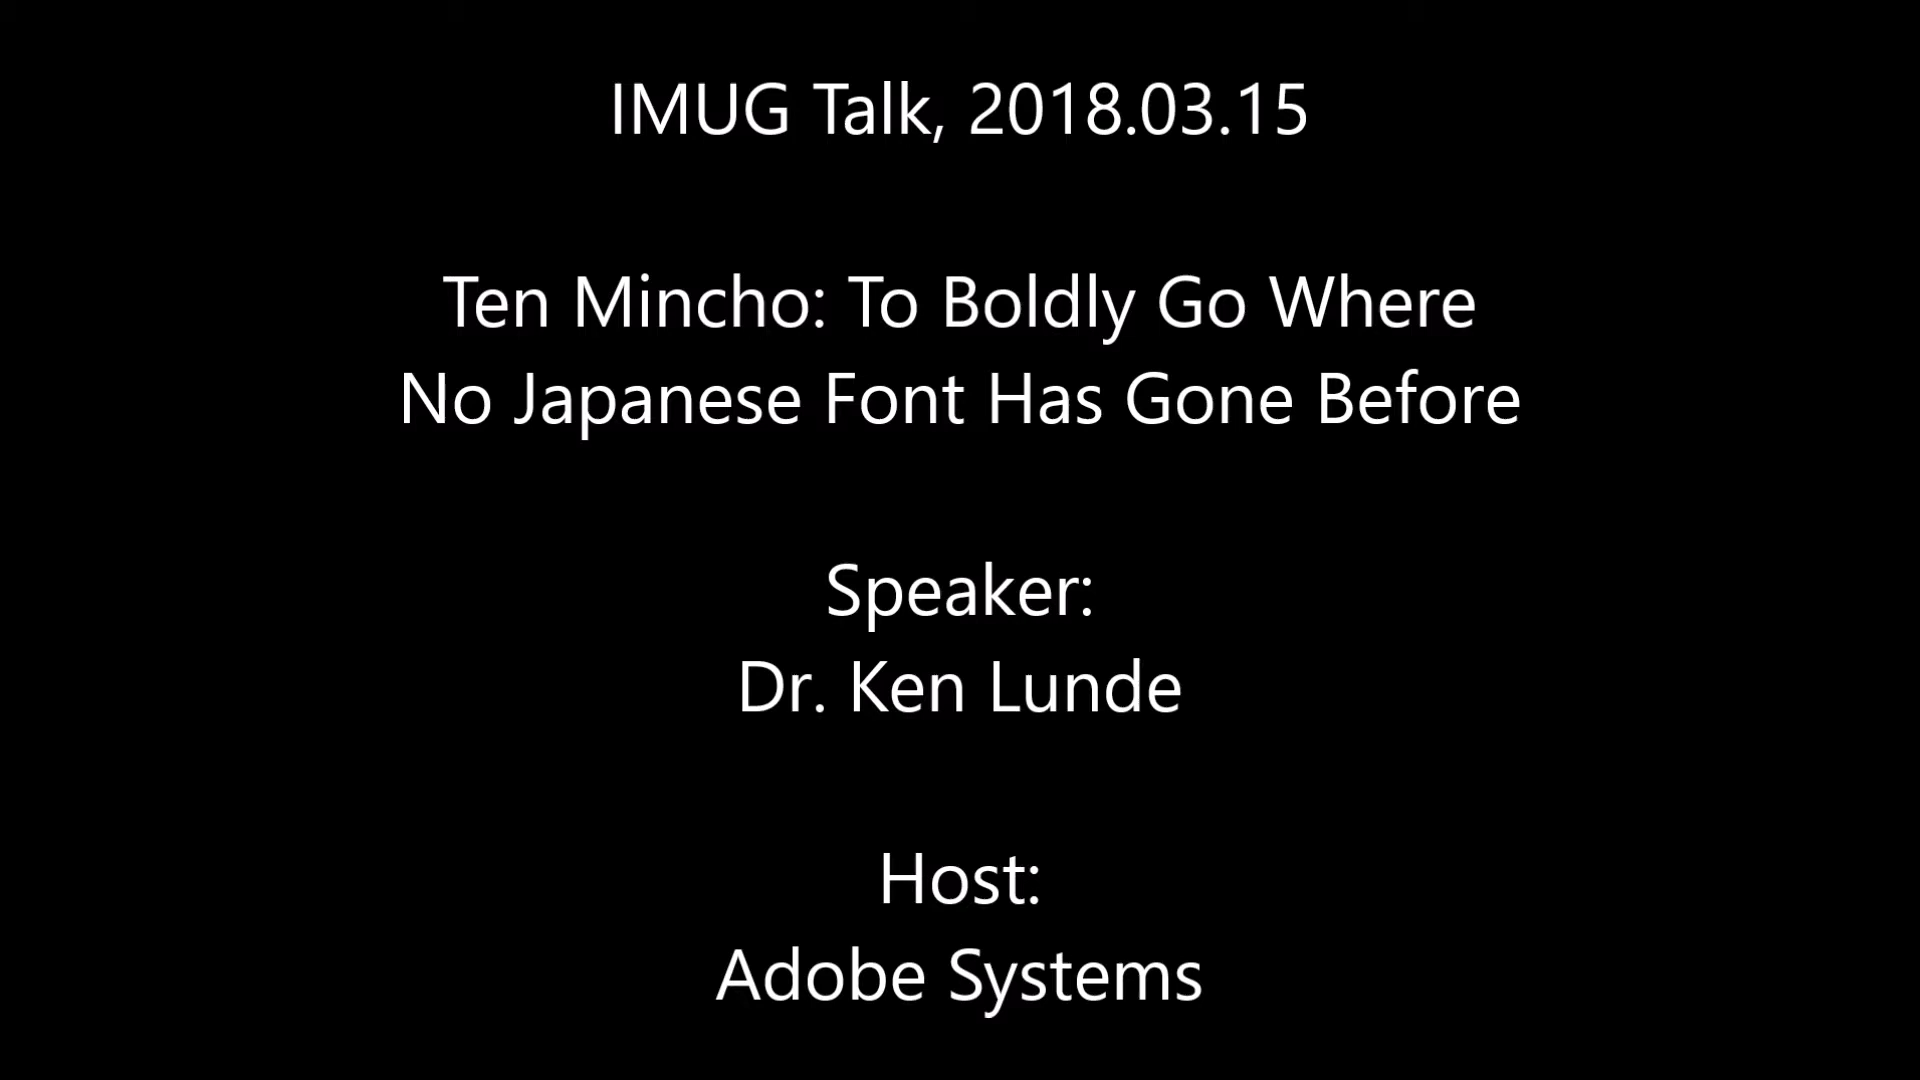 IMUG Talk, 2018.03.15
Ten Mincho: To Boldly Go Where
No Japanese Font Has Gone Before
Speaker:
Dr. Ken Lunde
Host:
Adobe Systems